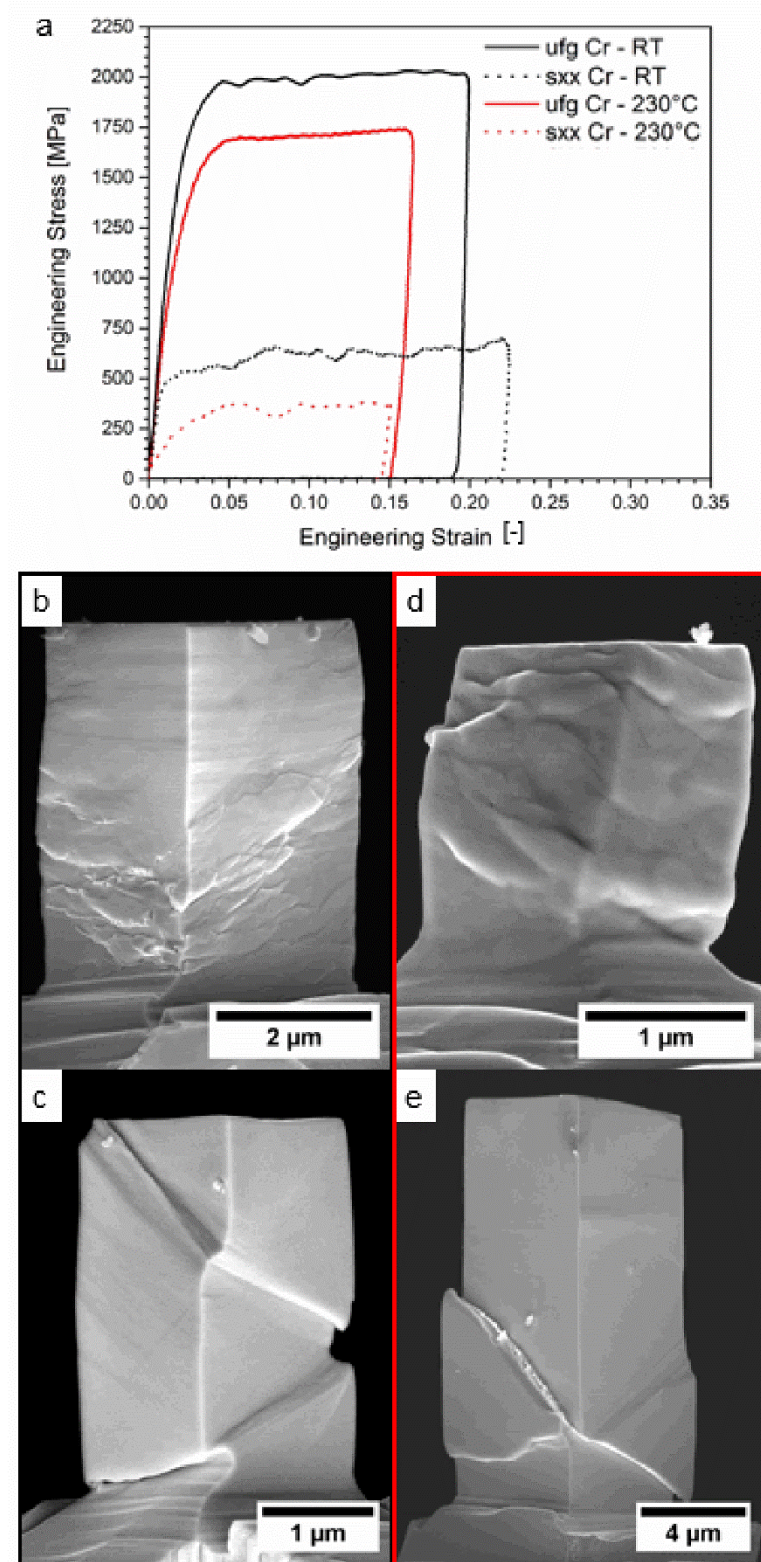 a
2250
2000
1750
1500
1250
1000
750
500
250
0
Engineering Stress [MPa]
ufg Cr - RT
sxx Cr - RT
ufg Cr - 230°C
sxx Cr - 230°C
0.00 0.05 0.10 0.15 0.20 0.25 0.30 0.35
Engineering Strain [-]
b
2 µm
d
1 µm
c
1 µm
e
4 µm